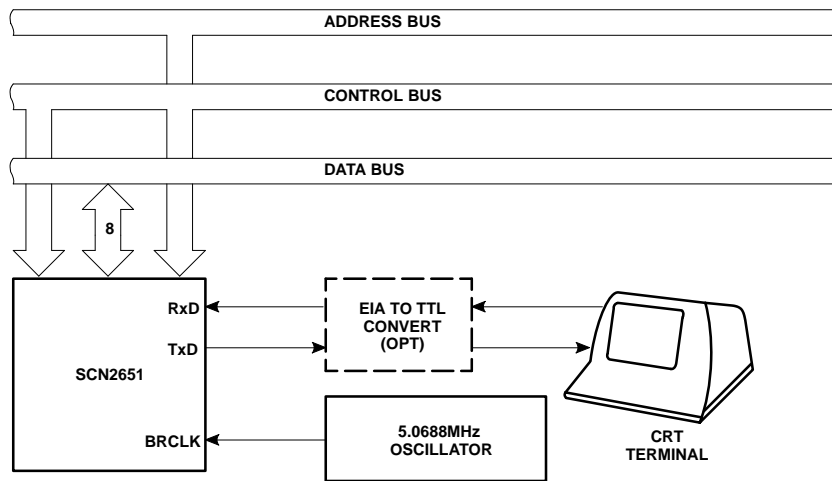 ADDRESS BUS
CONTROL BUS
DATA BUS
8
RxD
TxD
SCN2651
BRCLK
EIA TO TTL
CONVERT
(OPT)
5.0688MHz
OSCILLATOR
CRT
TERMINAL